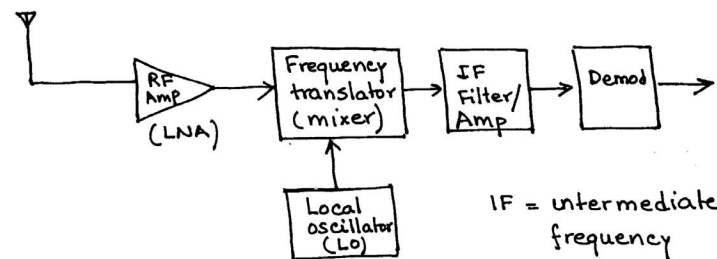 RF
Amp
(LNA)
Frequency
translator
(mixer)
IF
Filter/
Amp
Demod
Local
oscillator
(LO)
IF = intermediate
frequency